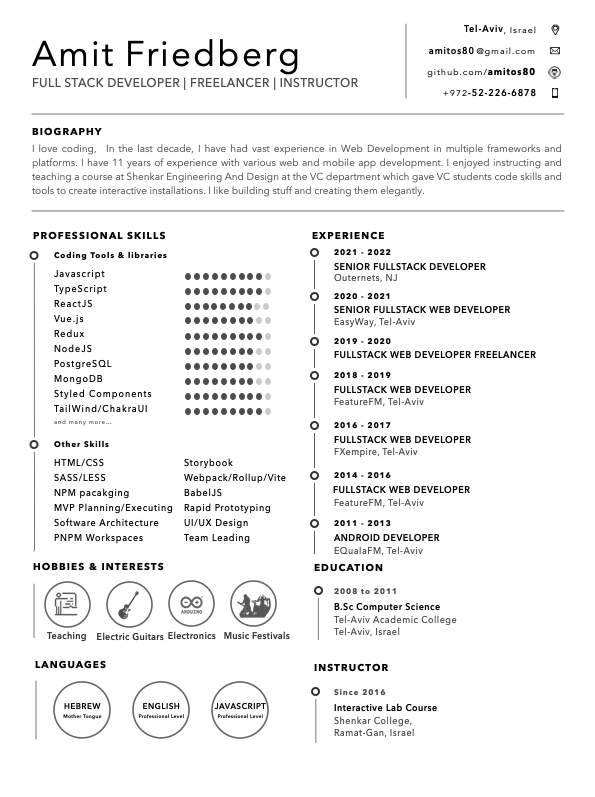 Amit Friedberg
FULL STACK DEVELOPER | FREELANCER | INSTRUCTOR
Tel-Aviv, Israel
amitos80@gmail.com
github.com/amitos80
+972-52-226-6878
BIOGRAPHY
I love coding,  In the last decade, I have had vast experience in Web Development in multiple frameworks and
platforms. I have 11 years of experience with various web and mobile app development. I enjoyed instructing and
teaching a course at Shenkar Engineering And Design at the VC department which gave VC students code skills and
tools to create interactive installations. I like building stuff and creating them elegantly.
PROFESSIONAL SKILLS
Coding Tools & libraries
Javascript
TypeScript
ReactJS
Vue.js
Redux
NodeJS
PostgreSQL
MongoDB
Styled Components
TailWind/ChakraUI
and many more...
Other Skills
HTML/CSS
SASS/LESS
NPM pacakging
MVP Planning/Executing
Software Architecture
PNPM Workspaces
Storybook
Webpack/Rollup/Vite
BabelJS
Rapid Prototyping
UI/UX Design
Team Leading
HOBBIES & INTERESTS
ARDUINO
Teaching
Electric Guitars
Electronics
Music Festivals
LANGUAGES
HEBREW
Mother Tongue
ENGLISH
Professional Level
JAVASCRIPT
Professional Level
EXPERIENCE
2021 - 2022
SENIOR FULLSTACK DEVELOPER
Outernets, NJ
2020 - 2021
SENIOR FULLSTACK WEB DEVELOPER
EasyWay, Tel-Aviv
2019 - 2020
FULLSTACK WEB DEVELOPER FREELANCER
2018 - 2019
FULLSTACK WEB DEVELOPER
FeatureFM, Tel-Aviv
2016 - 2017
FULLSTACK WEB DEVELOPER
FXempire, Tel-Aviv
2014 - 2016
FULLSTACK WEB DEVELOPER
FeatureFM, Tel-Aviv
2011 - 2013
ANDROID DEVELOPER
EQualaFM, Tel-Aviv
EDUCATION
2008 to 2011
B.Sc Computer Science
Tel-Aviv Academic College
Tel-Aviv, Israel
INSTRUCTOR
Since 2016
Interactive Lab Course
Shenkar College,
Ramat-Gan, Israel